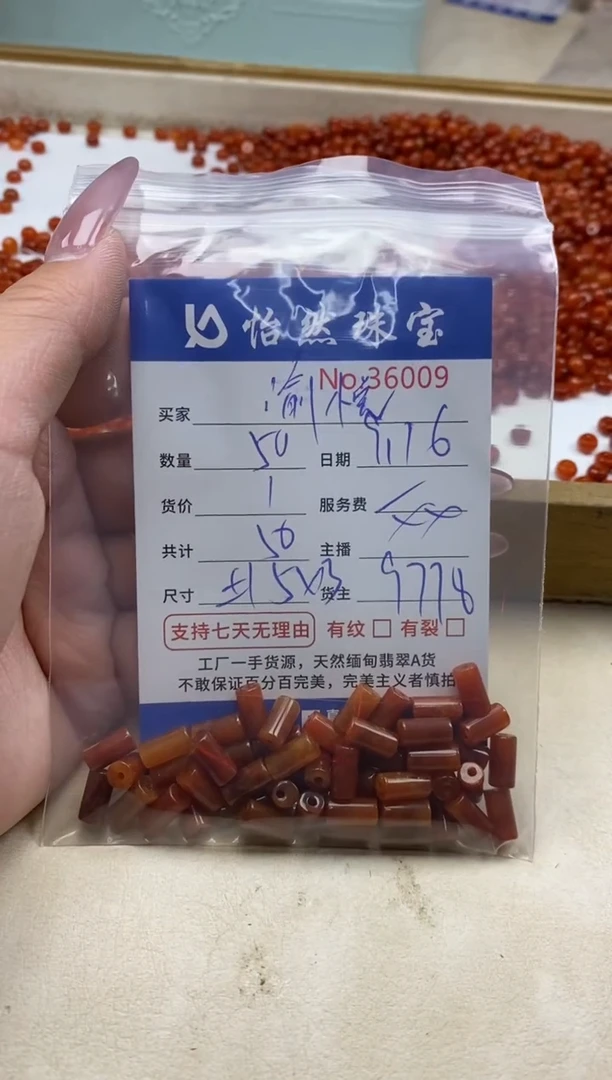 怡然珠宝
No.36009
买家
数量 50 日期 9.16
货价 1 服务费
共计 50 主播
尺寸 货主 9778
支持七天无理由 有纹 □ 有裂 □
工厂一手货源，天然缅甸翡翠A货
不敢保证百分百完美，完美主义者慎拍